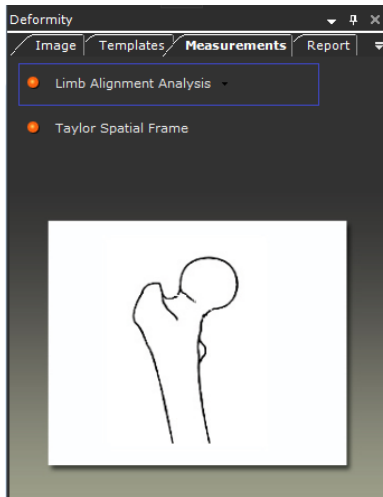 Deformity
Image Templates Measurements Report
Limb Alignment Analysis
Taylor Spatial Frame